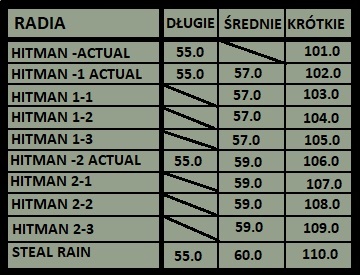 RADIA DŁUGIE ŚREDNIE KRÓTKIE
HITMAN -ACTUAL 55.0 101.0
HITMAN -1 ACTUAL 55.0 57.0 102.0
HITMAN 1-1 57.0 103.0
HITMAN 1-2 57.0 104.0
HITMAN 1-3 57.0 105.0
HITMAN -2 ACTUAL 55.0 59.0 106.0
HITMAN 2-1 59.0 107.0
HITMAN 2-2 59.0 108.0
HITMAN 2-3 59.0 109.0
STEAL RAIN 55.0 60.0 110.0